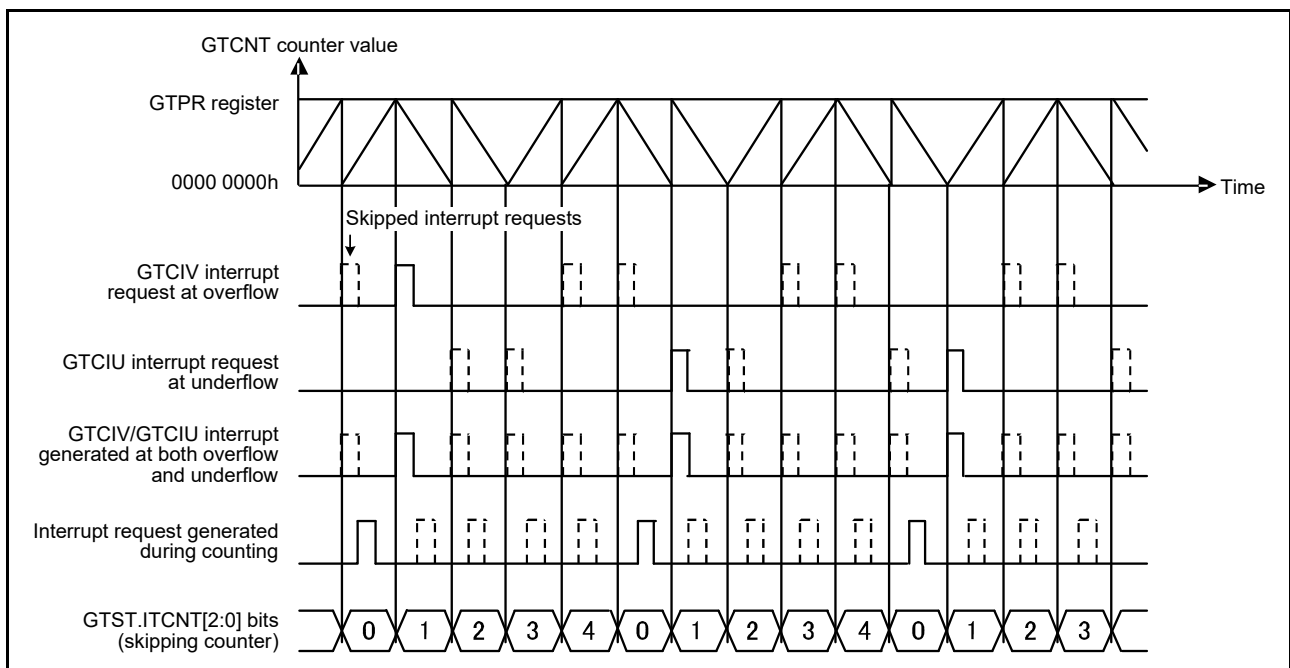 GTCNT counter value
GTPR register
0000 0000h
Time
Skipped interrupt requests
GTCIV interrupt
request at overflow
GTCIU interrupt request
at underflow
GTCIV/GTCIU interrupt
generated at both overflow
and underflow
Interrupt request generated
during counting
GTST.ITCNT[2:0] bits
(skipping counter)
0 1 2 3 4 0 1 2 3 4 0 1 2 3